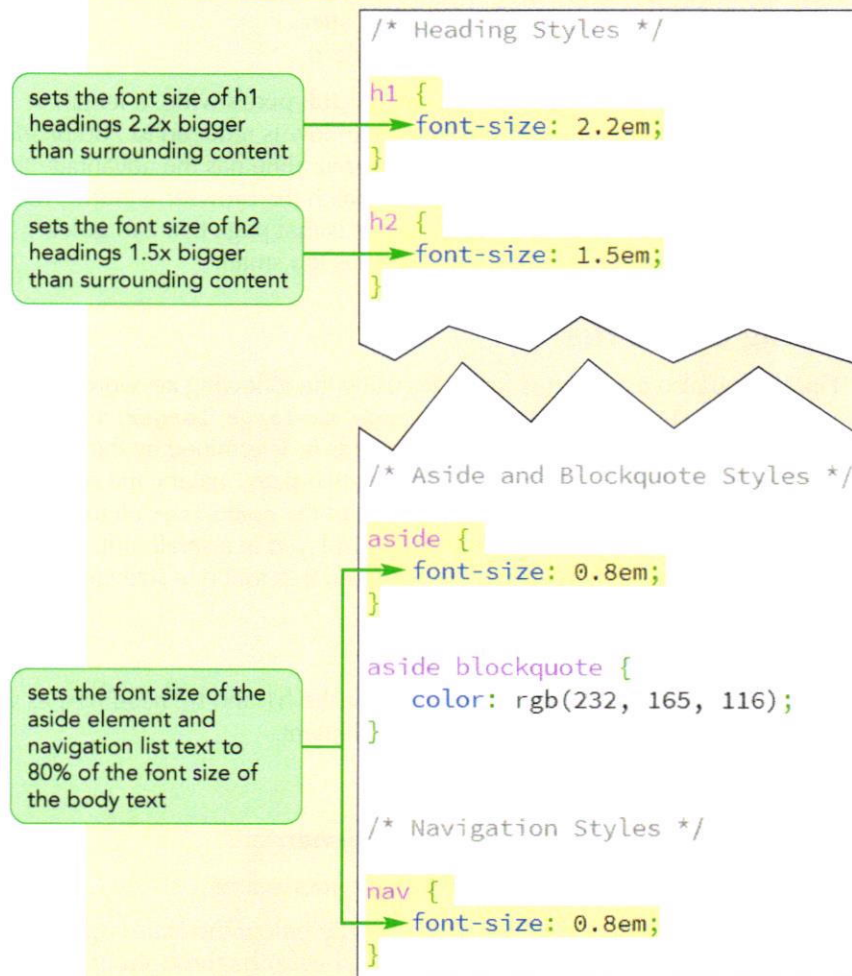 /* Heading Styles */
sets the font size of h1
headings 2.2x bigger
than surrounding content
h1 {
font-size: 2.2em;
}
sets the font size of h2
headings 1.5x bigger
than surrounding content
h2 {
font-size: 1.5em;
}
/* Aside and Blockquote Styles */
aside {
font-size: 0.8em;
}
aside blockquote {
color: rgb(232, 165, 116);
}
sets the font size of the
aside element and
navigation list text to
80% of the font size of
the body text
/* Navigation Styles */
nav {
font-size: 0.8em;
}